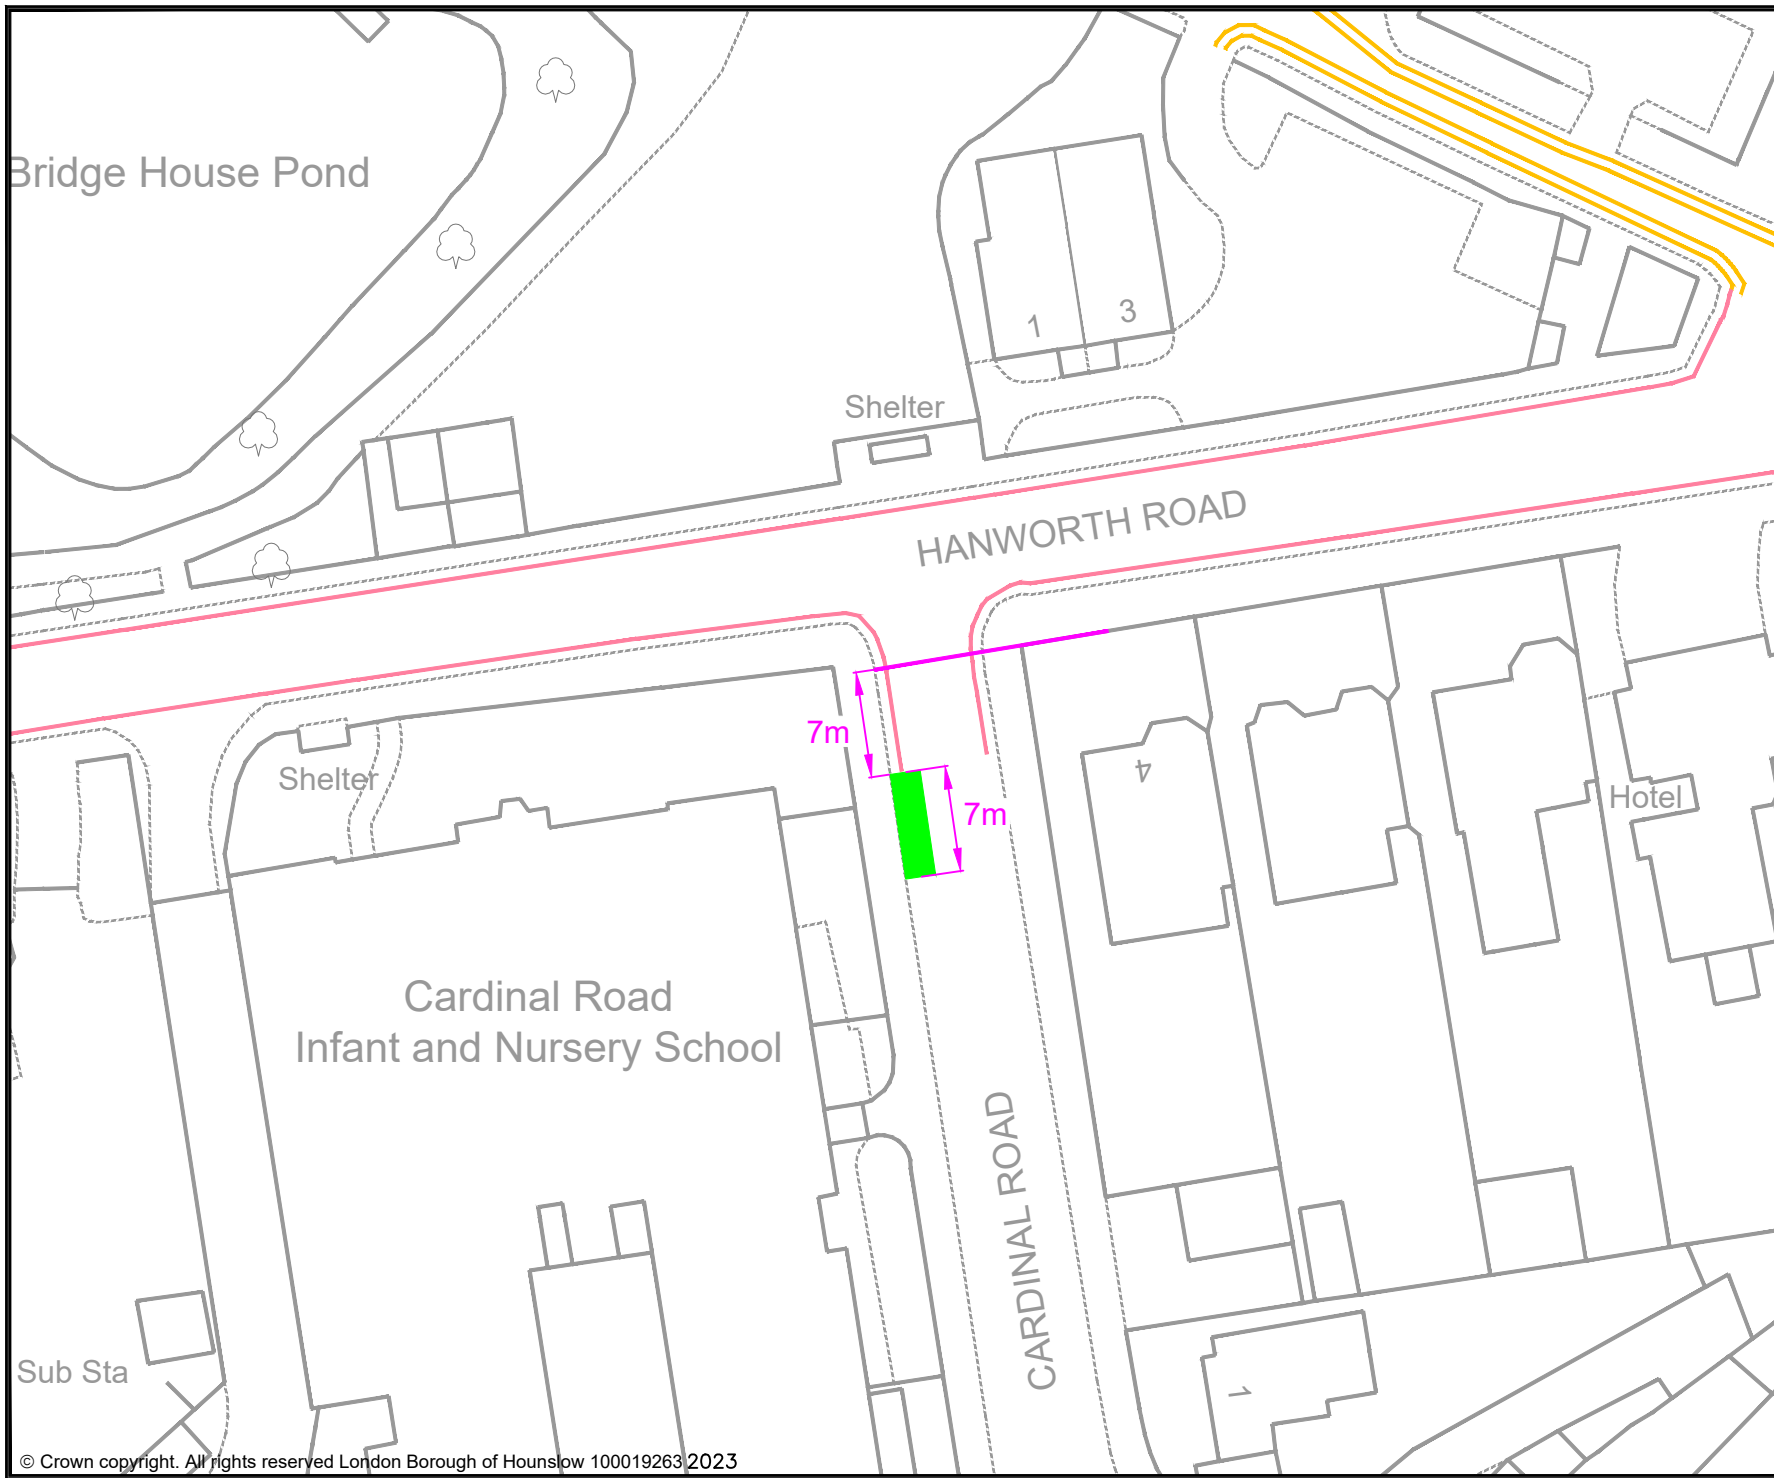 Bridge House Pond
1
3
Shelter
HANWORTH ROAD
7m
7m
4
Shelter
Hotel
Cardinal Road
Infant and Nursery School
CARDINAL ROAD
Sub Sta
1
© Crown copyright. All rights reserved London Borough of Hounslow 100019263 2023